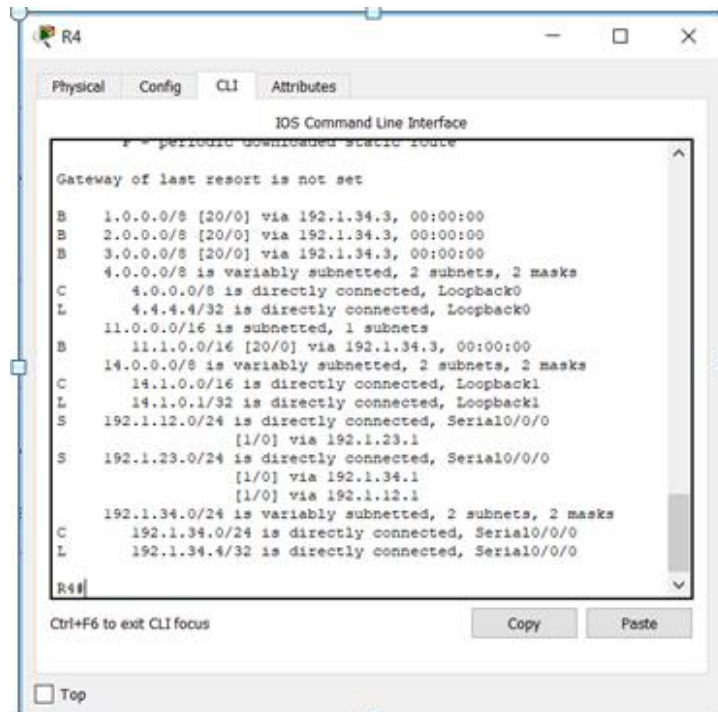 R4
Physical Config CLI Attributes
IOS Command Line Interface
P - periodic downloaded static route
Gateway of last resort is not set
B 1.0.0.0/8 [20/0] via 192.1.34.3, 00:00:00
B 2.0.0.0/8 [20/0] via 192.1.34.3, 00:00:00
B 3.0.0.0/8 [20/0] via 192.1.34.3, 00:00:00
4.0.0.0/8 is variably subnetted, 2 subnets, 2 masks
C 4.0.0.0/8 is directly connected, Loopback0
L 4.4.4.4/32 is directly connected, Loopback0
11.0.0.0/16 is subnetted, 1 subnets
B 11.1.0.0/16 [20/0] via 192.1.34.3, 00:00:00
14.0.0.0/8 is variably subnetted, 2 subnets, 2 masks
C 14.1.0.0/16 is directly connected, Loopback1
L 14.1.0.1/32 is directly connected, Loopback1
S 192.1.12.0/24 is directly connected, Serial0/0/0
[1/0] via 192.1.23.1
S 192.1.23.0/24 is directly connected, Serial0/0/0
[1/0] via 192.1.34.1
[1/0] via 192.1.12.1
192.1.34.0/24 is variably subnetted, 2 subnets, 2 masks
C 192.1.34.0/24 is directly connected, Serial0/0/0
L 192.1.34.4/32 is directly connected, Serial0/0/0
R4#
Ctrl+F6 to exit CLI focus Copy Paste
Top